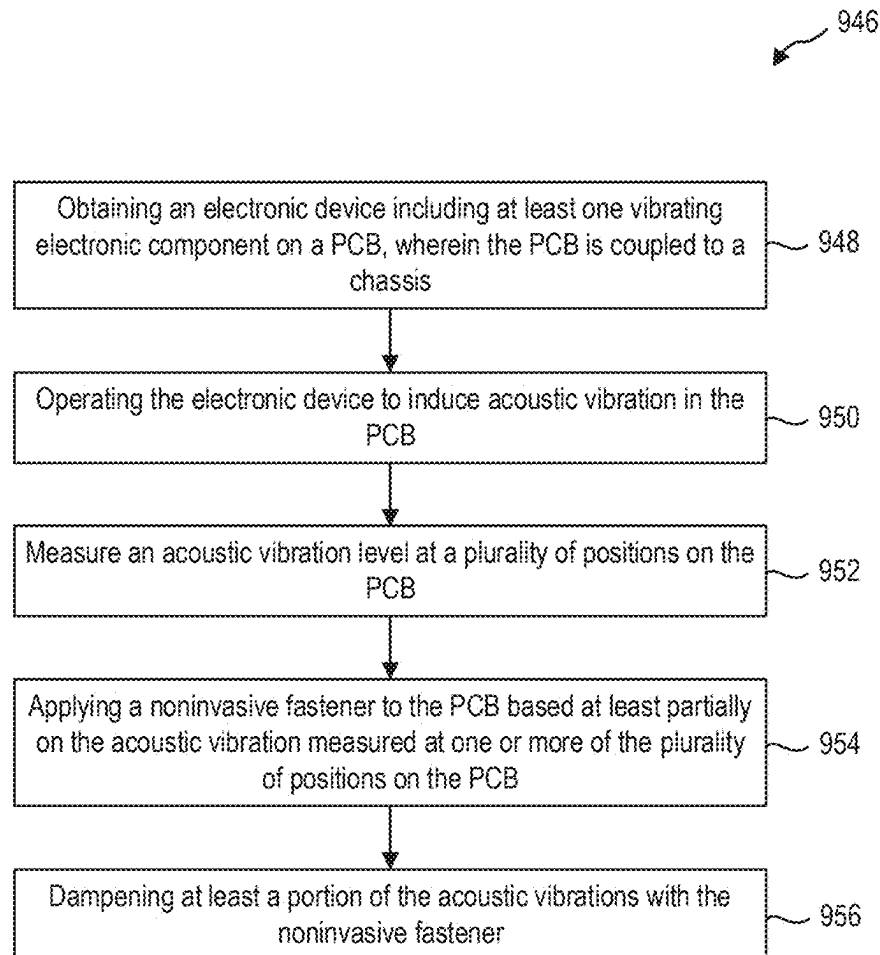 946
Obtaining an electronic device including at least one vibrating
electronic component on a PCB, wherein the PCB is coupled to a
chassis
948
Operating the electronic device to induce acoustic vibration in the
PCB
950
Measure an acoustic vibration level at a plurality of positions on the
PCB
952
Applying a noninvasive fastener to the PCB based at least partially
on the acoustic vibration measured at one or more of the plurality
of positions on the PCB
954
Dampening at least a portion of the acoustic vibrations with the
noninvasive fastener
956